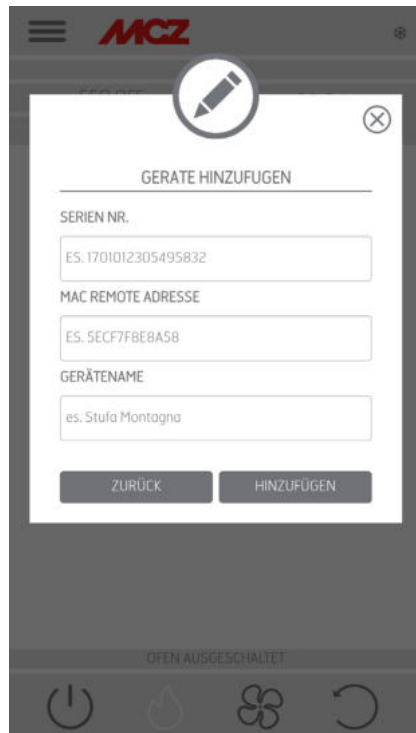 MCZ
GERATE HINZUFUGEN
SERIEN NR.
ES. 1701012305495832
MAC REMOTE ADRESSE
ES. 5ECF7F8E8A58
GERÄTENAME
es. Stufa Montagna
ZURÜCK
HINZUFÜGEN
OFEN AUSGESCHALTET